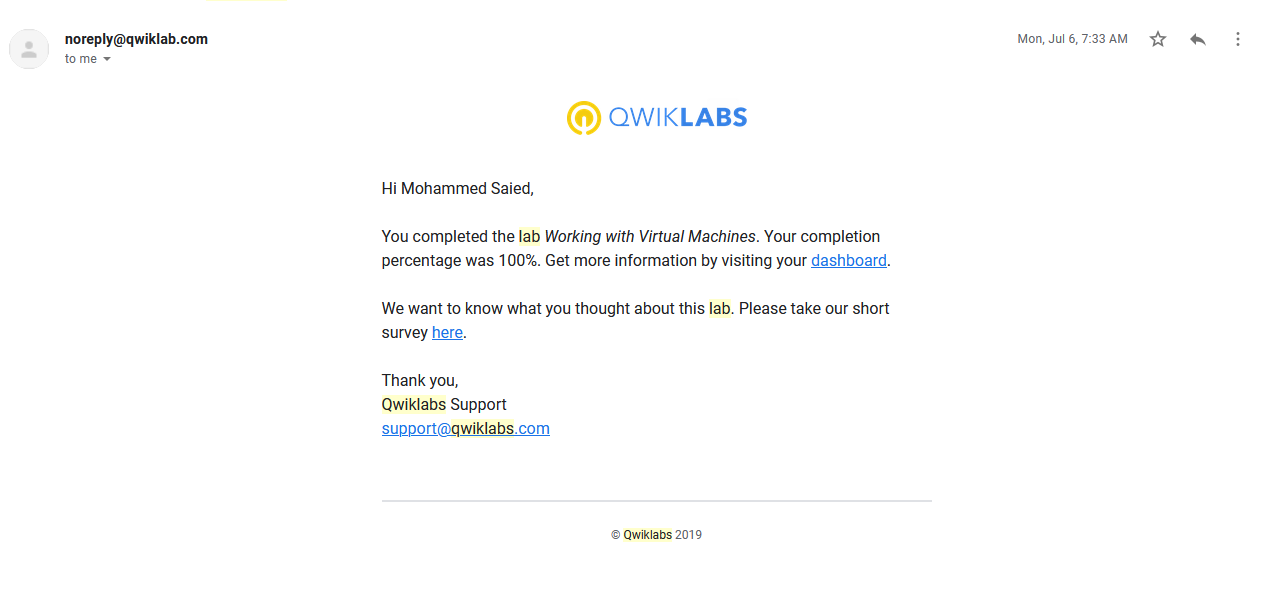 noreply@qwiklab.com
Mon, Jul 6, 7:33 AM
to me
QWIKLABS
Hi Mohammed Saied,
You completed the lab Working with Virtual Machines. Your completion
percentage was 100%. Get more information by visiting your dashboard.
We want to know what you thought about this lab. Please take our short
survey here.
Thank you,
Qwiklabs Support
support@qwiklabs.com
© Qwiklabs 2019